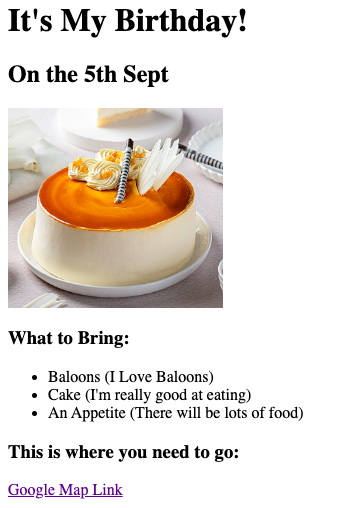 It's My Birthday!
On the 5th Sept
What to Bring:
Baloons (I Love Baloons)
Cake (I'm really good at eating)
An Appetite (There will be lots of food)
This is where you need to go:
Google Map Link